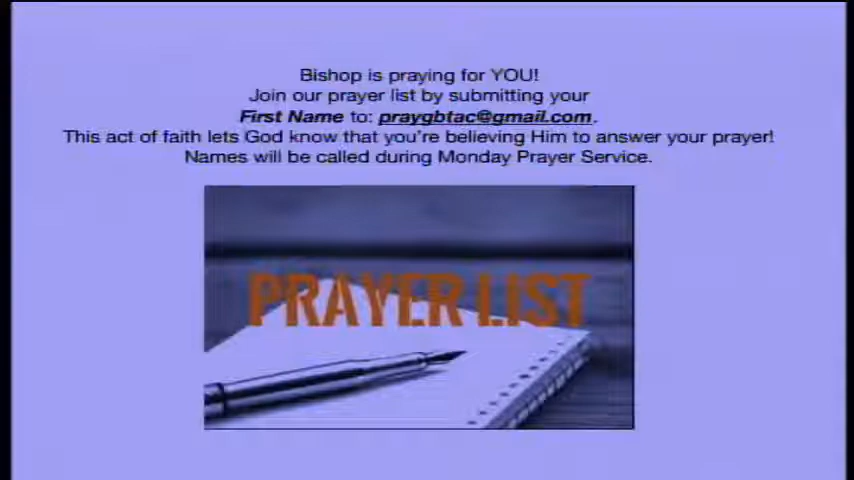 Bishop is praying for YOU!
Join our prayer list by submitting your
First Name to: praygbtac@gmail.com.
This act of faith lets God know that you're believing Him to answer your prayer!
Names will be called during Monday Prayer Service.
PRAYER LIST